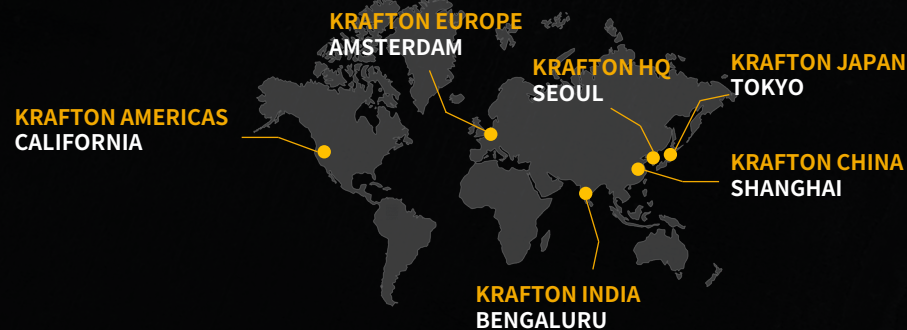 KRAFTON EUROPE
AMSTERDAM
KRAFTON HQ
SEOUL
KRAFTON JAPAN
TOKYO
KRAFTON AMERICAS
CALIFORNIA
KRAFTON CHINA
SHANGHAI
KRAFTON INDIA
BENGALURU